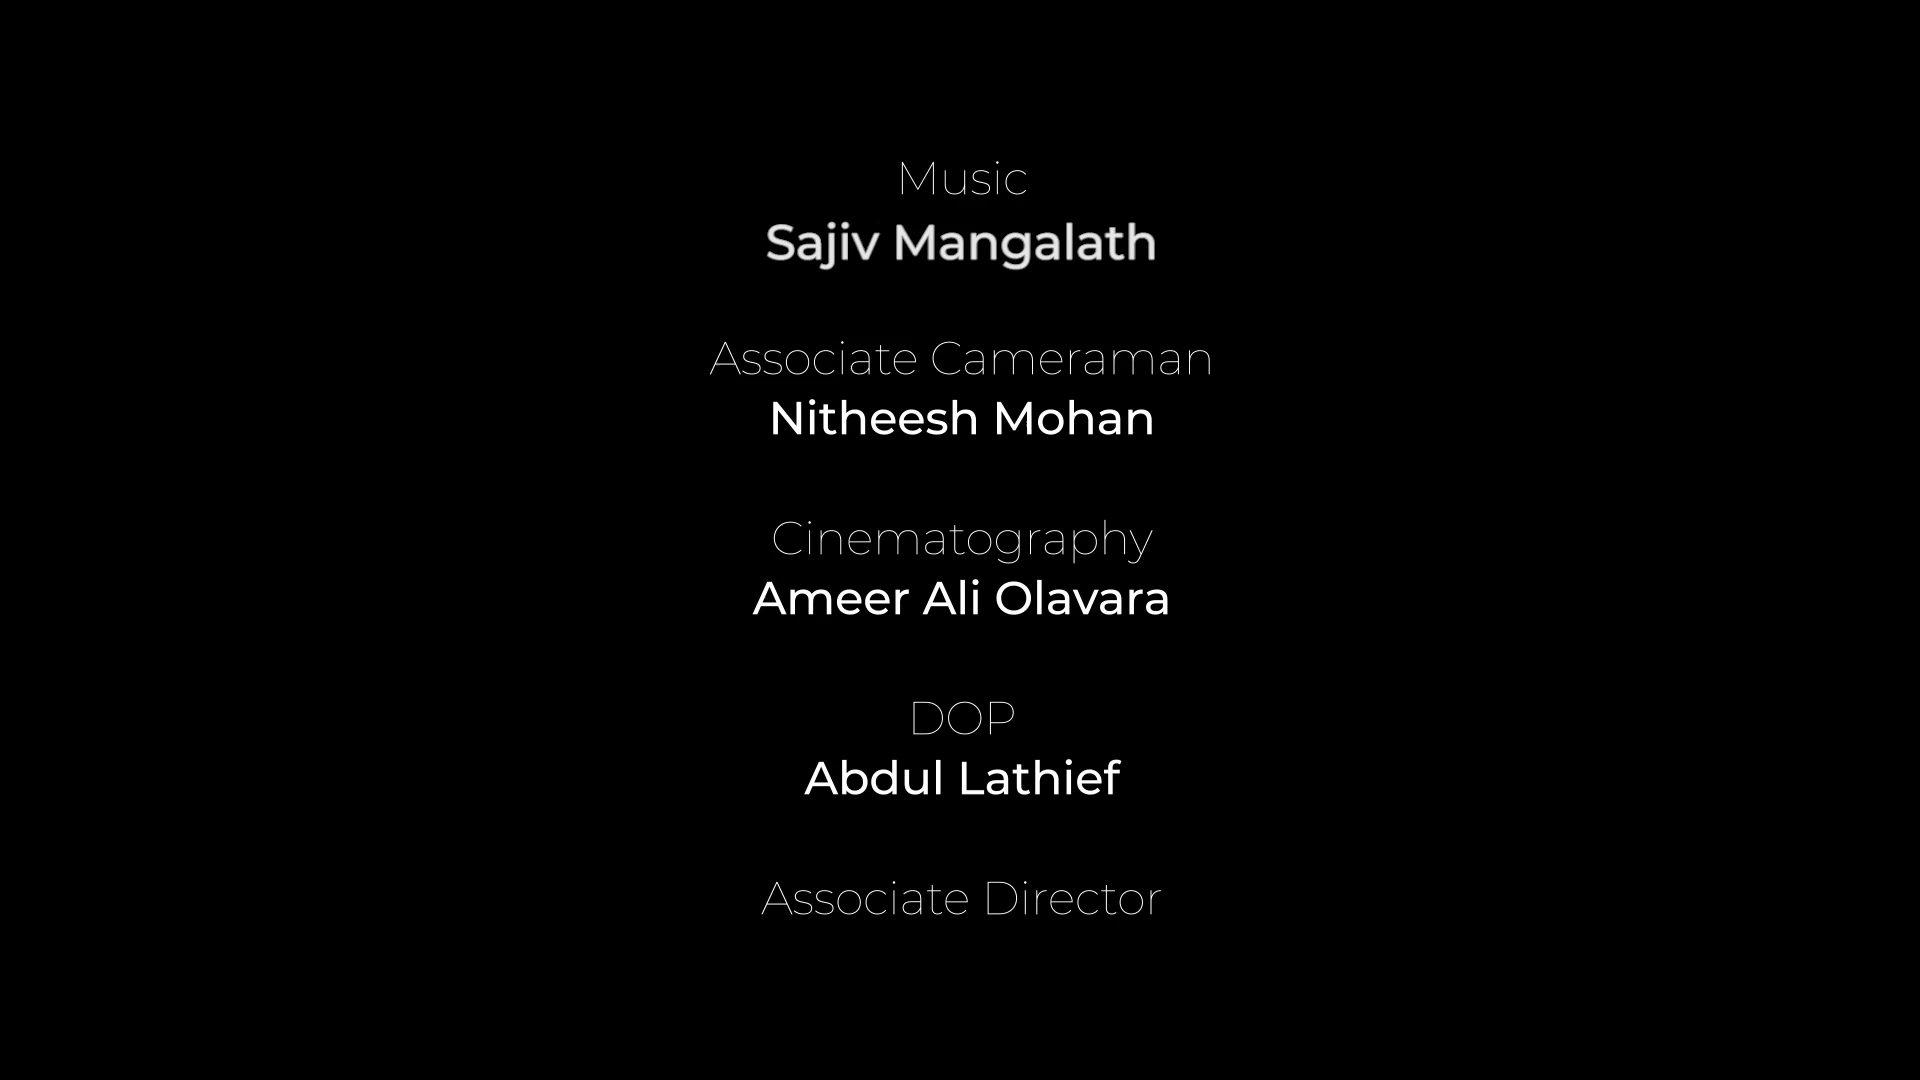 Music
Sajiv Mangalath
Associate Cameraman
Nitheesh Mohan
Cinematography
Ameer Ali Olavara
DOP
Abdul Lathief
Associate Director